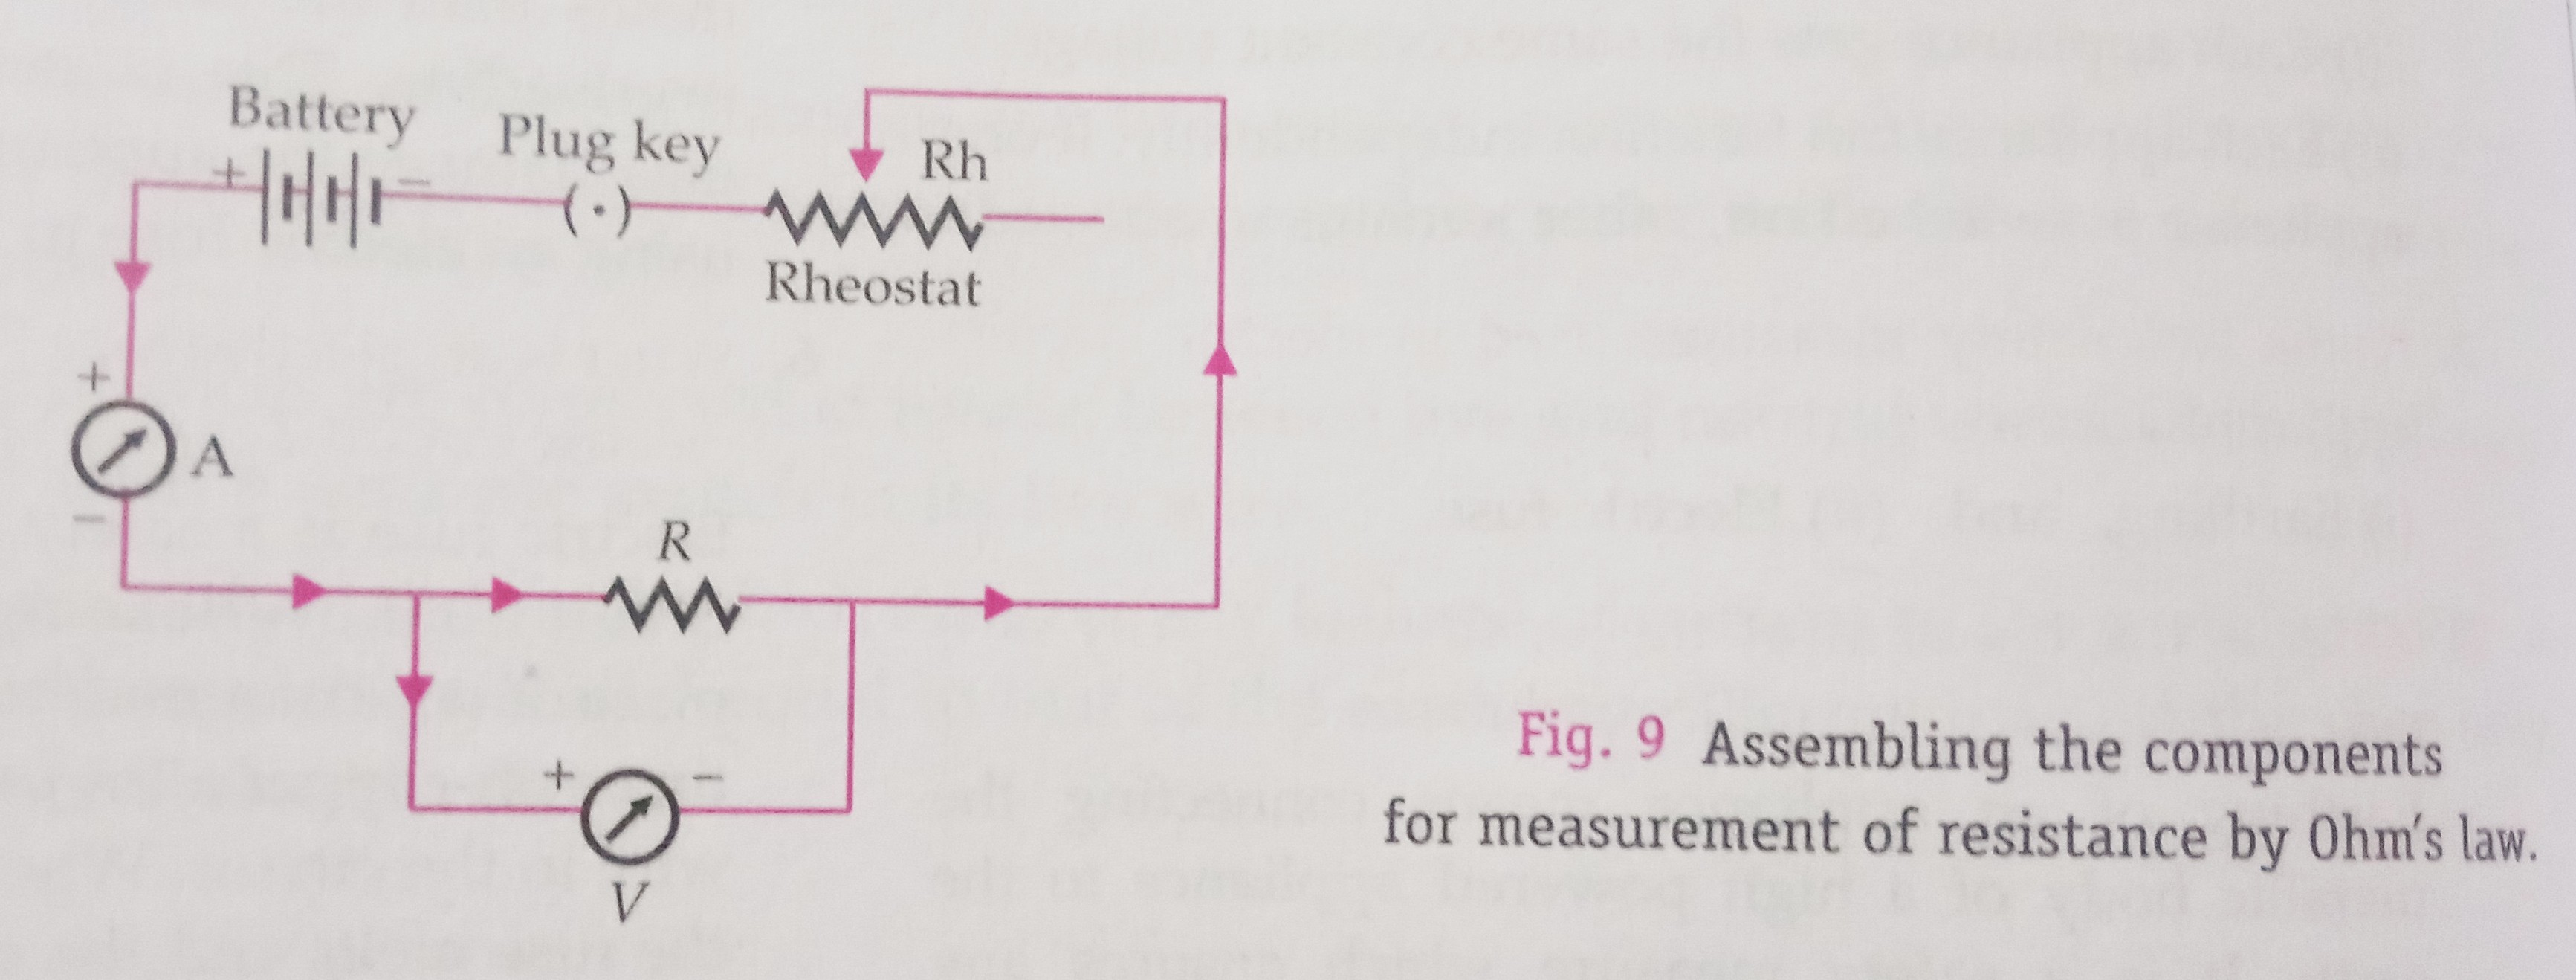 Battery
+ −
Plug key
(·)
Rh
Rheostat
+
A
−
R
+ −
V
Fig. 9 Assembling the components
for measurement of resistance by Ohm's law.